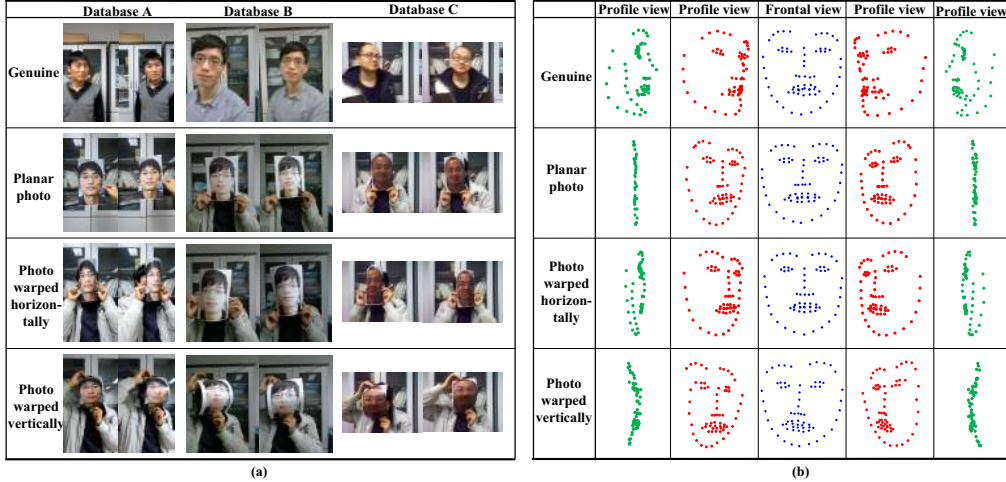 Database A Database B Database C
Genuine
Planar
photo
Photo
warped
horizon-
tally
Photo
warped
vertically
(a)
Profile view Profile view Frontal view Profile view Profile view
Genuine
Planar
photo
Photo
warped
horizon-
tally
Photo
warped
vertically
(b)